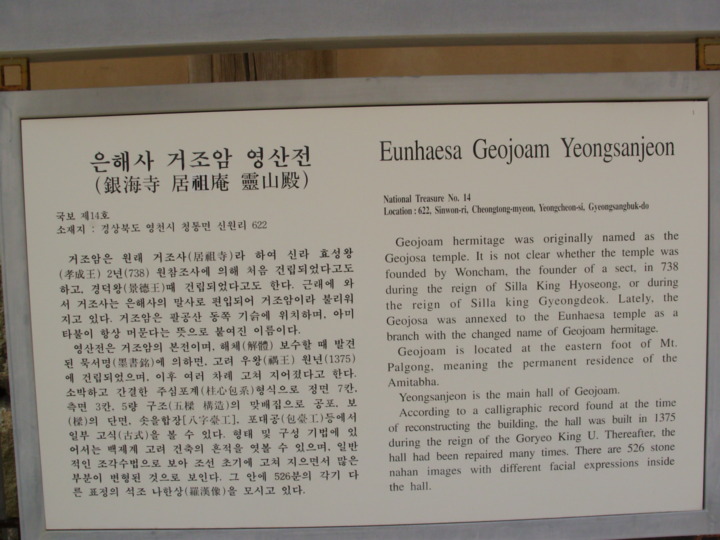 은해사 거조암 영산전
(銀海寺 居祖庵 靈山殿)
국보 제14호
소재지 : 경상북도 영천시 청통면 신원리 622
거조암은 원래 거조사(居祖寺)라 하여 신라 효성왕
(孝成王) 2년(738) 원참조사에 의해 처음 건립되었다고도
하고, 경덕왕(景德王)때 건립되었다고도 한다. 근래에 와
서 거조사는 은해사의 말사로 편입되어 거조암이라 불리워
지고 있다. 거조암은 팔공산 동쪽 기슭에 위치하며, 아미
타불이 항상 머문다는 뜻으로 붙여진 이름이다.
영산전은 거조암의 본전이며, 해체(解體) 보수할 때 발견
된 묵서명(墨書銘)에 의하면, 고려 우왕(禑王) 원년(1375)
에 건립되었으며, 이후 여러 차례 고쳐 지어졌다고 한다.
소박하고 간결한 주심포계(柱心包系)형식으로 정면 7칸,
측면 3칸, 5량 구조(五樑 構造)의 맞배집으로 공포, 보
(樑)의 단면, 솟을합장[八字臺工], 포대공(包臺工)등에서
일부 고식(古式)을 볼 수 있다. 형태 및 구성 기법에 있
어서는 백제계 고려 건축의 흔적을 엿볼 수 있으며, 일반
적인 조각수법으로 보아 조선 초기에 고쳐 지으면서 많은
부분이 변형된 것으로 보인다. 그 안에 526분의 각기 다
른 표정의 석조 나한상(羅漢像)을 모시고 있다.
Eunhaesa Geojoam Yeongsanjeon
National Treasure No. 14
Location : 622, Sinwon-ri, Cheongtong-myeon, Yeongcheon-si, Gyeongsangbuk-do
Geojoam hermitage was originally named as the
Geojosa temple. It is not clear whether the temple was
founded by Woncham, the founder of a sect, in 738
during the reign of Silla King Hyoseong, or during
the reign of Silla king Gyeongdeok. Lately, the
Geojosa was annexed to the Eunhaesa temple as a
branch with the changed name of Geojoam hermitage.
Geojoam is located at the eastern foot of Mt.
Palgong, meaning the permanent residence of the
Amitabha.
Yeongsanjeon is the main hall of Geojoam.
According to a calligraphic record found at the time
of reconstructing the building, the hall was built in 1375
during the reign of the Goryeo King U. Thereafter, the
hall had been repaired many times. There are 526 stone
nahan images with different facial expressions inside
the hall.